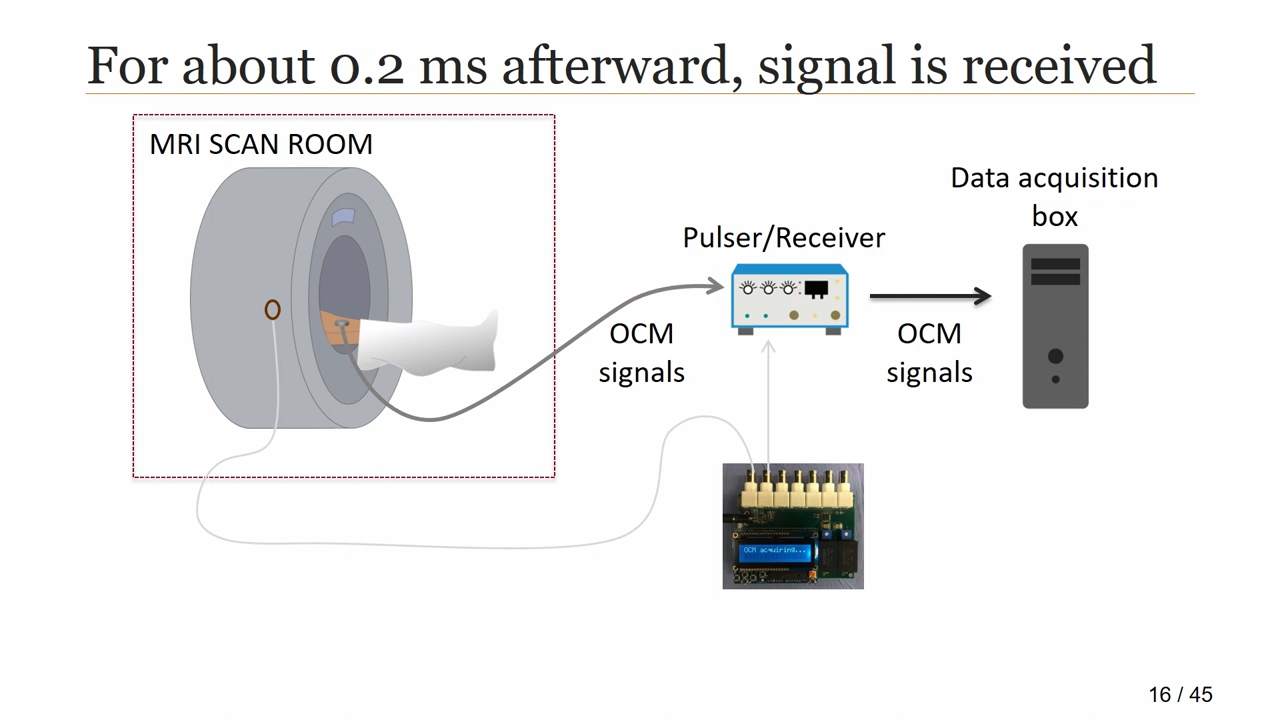 For about 0.2 ms afterward, signal is received
MRI SCAN ROOM
Data acquisition
box
Pulser/Receiver
OCM
signals
OCM
signals
OCM acquiring...
16 / 45